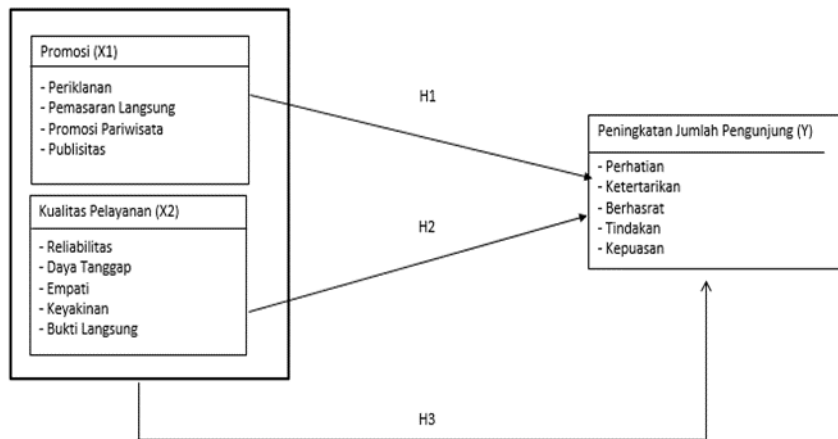 Promosi (X1)
- Periklanan
- Pemasaran Langsung
- Promosi Pariwisata
- Publisitas
Kualitas Pelayanan (X2)
- Reliabilitas
- Daya Tanggap
- Empati
- Keyakinan
- Bukti Langsung
H1
H2
H3
Peningkatan Jumlah Pengunjung (Y)
- Perhatian
- Ketertarikan
- Berhasrat
- Tindakan
- Kepuasan